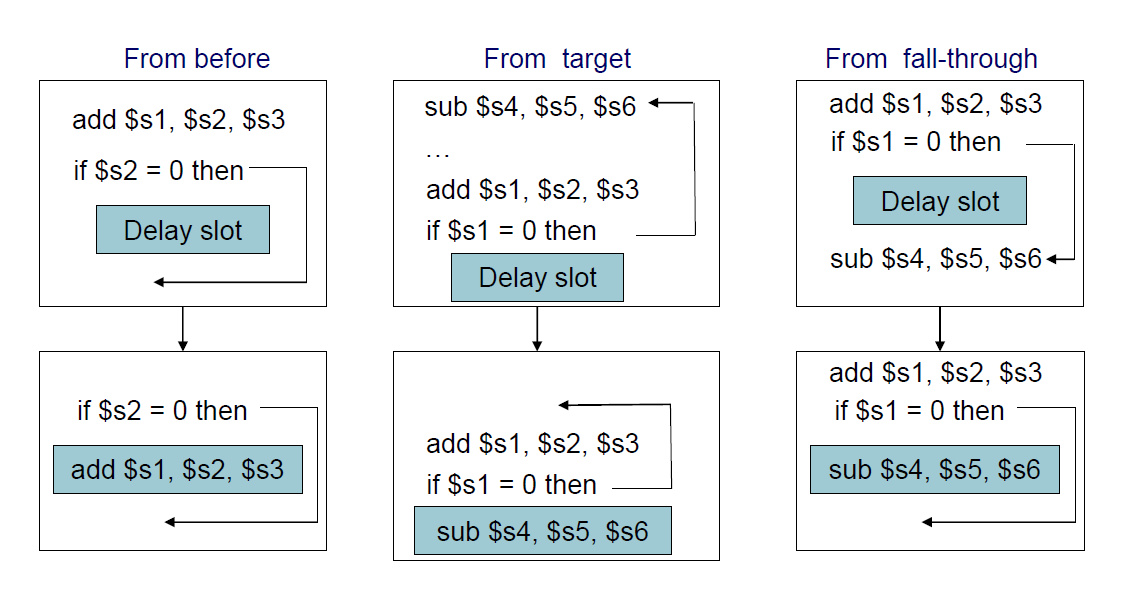 From before
add $s1, $s2, $s3
if $s2 = 0 then
Delay slot
if $s2 = 0 then
add $s1, $s2, $s3
From target
sub $s4, $s5, $s6
...
add $s1, $s2, $s3
if $s1 = 0 then
Delay slot
add $s1, $s2, $s3
if $s1 = 0 then
sub $s4, $s5, $s6
From fall-through
add $s1, $s2, $s3
if $s1 = 0 then
Delay slot
sub $s4, $s5, $s6
add $s1, $s2, $s3
if $s1 = 0 then
sub $s4, $s5, $s6